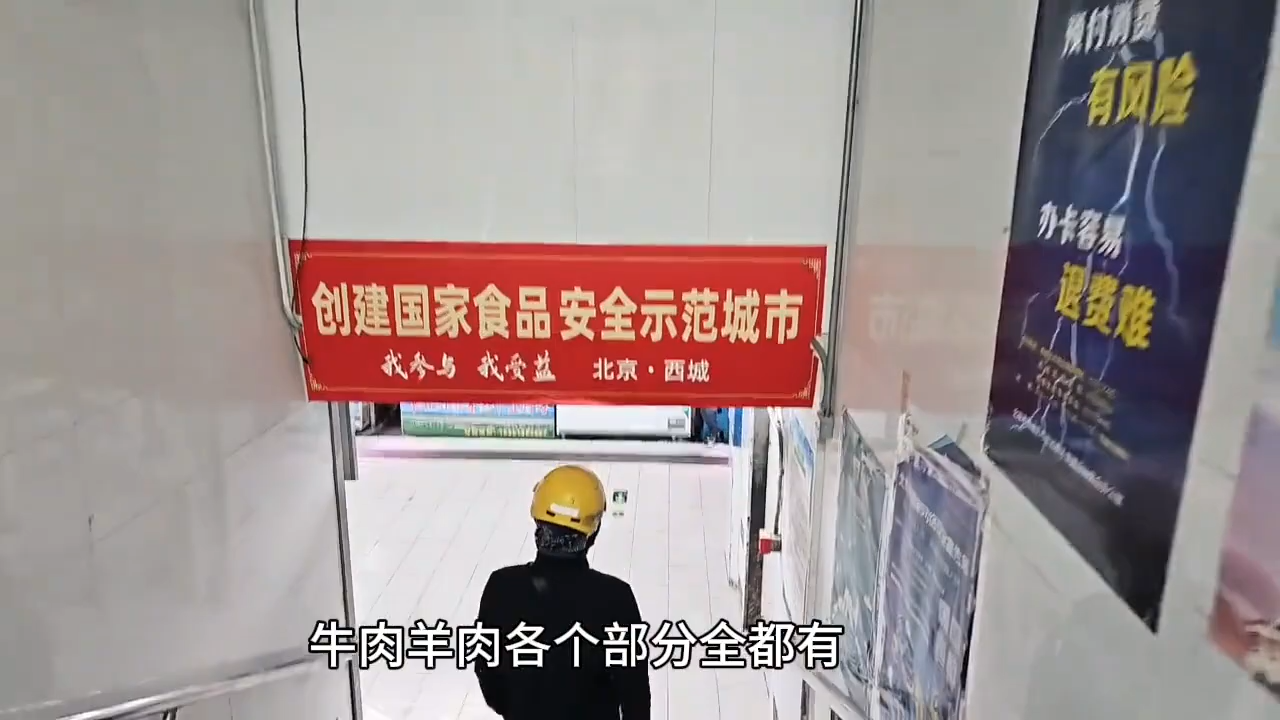 预付消费
有风险
办卡容易
退费难
创建国家食品安全示范城市
我参与 我受益 北京·西城
牛肉羊肉各个部分全都有